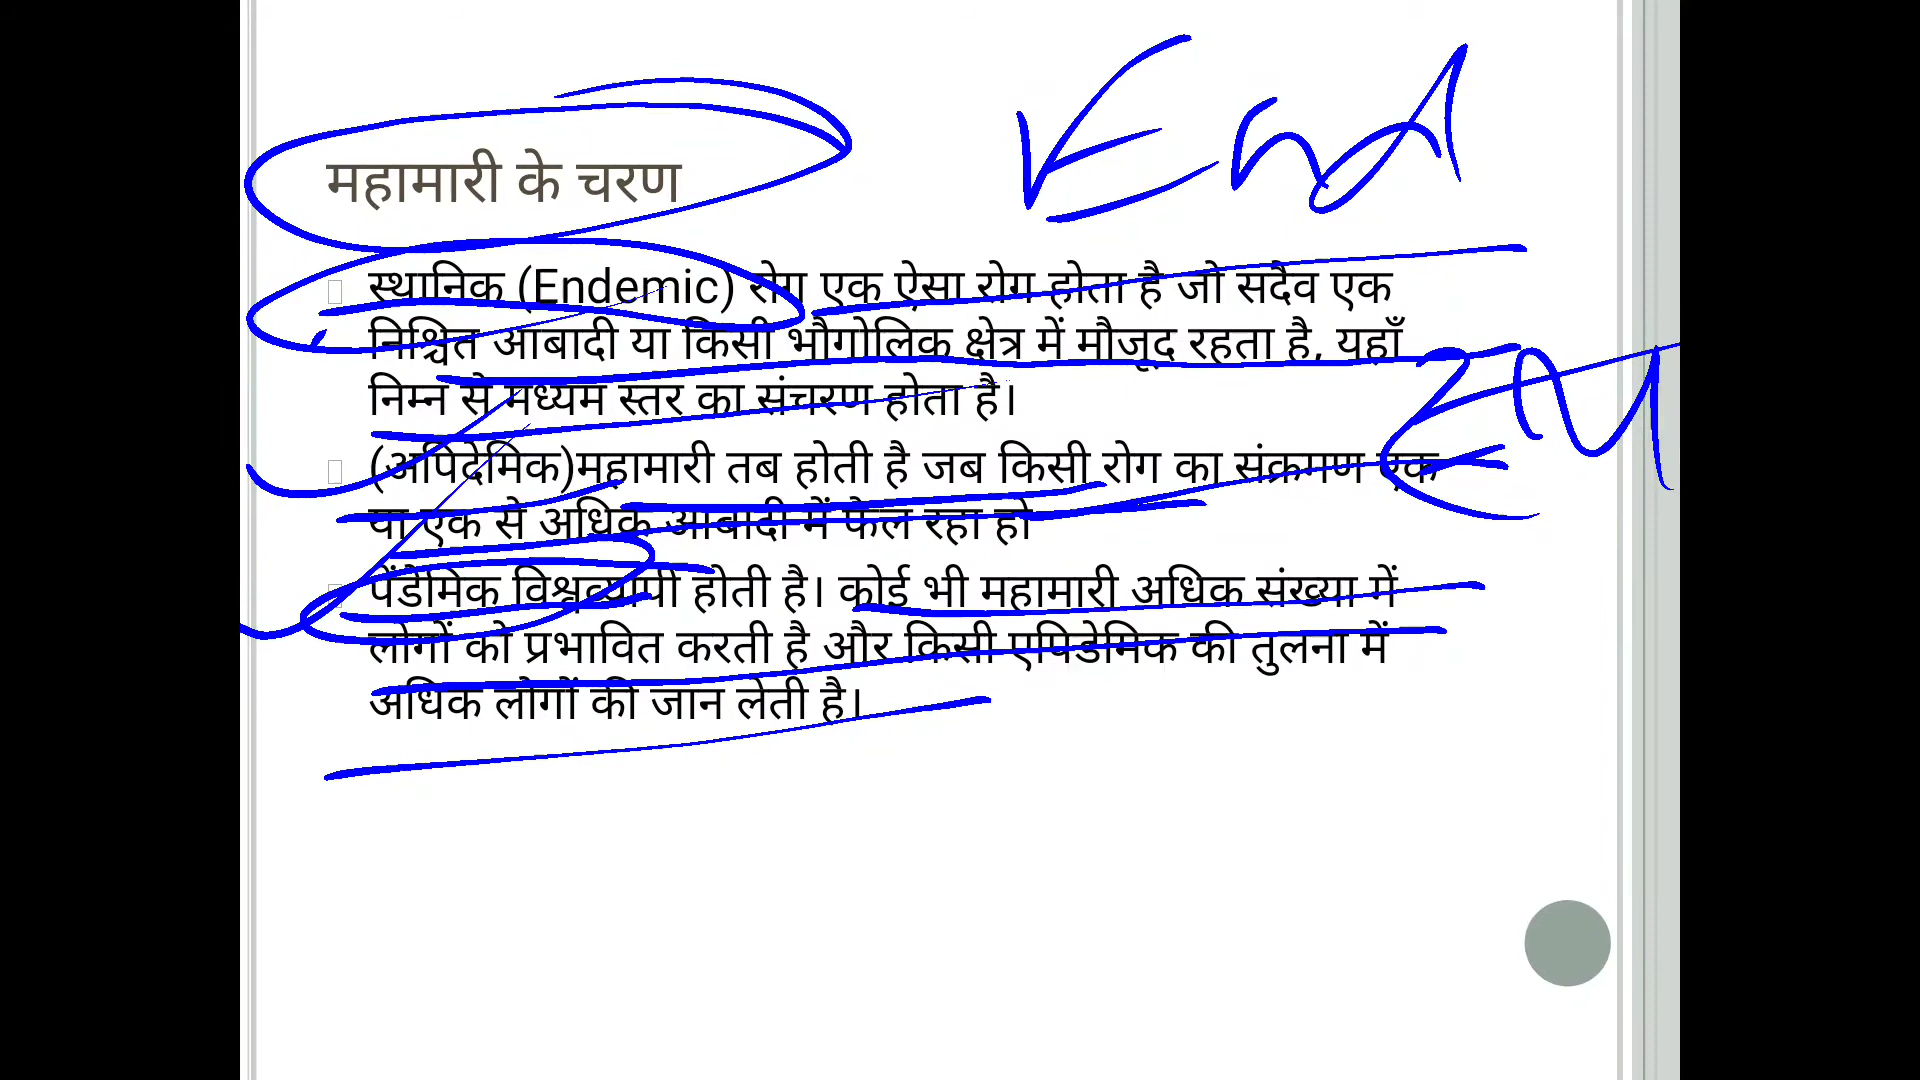 End
महामारी के चरण
स्थानिक (Endemic) रोग एक ऐसा रोग होता है जो सदैव एक
निश्चित आबादी या किसी भौगोलिक क्षेत्र में मौजूद रहता है, यहाँ
निम्न से मध्यम स्तर का संचरण होता है।
(अपिदेमिक)महामारी तब होती है जब किसी रोग का संक्रमण एक
या एक से अधिक आबादी में फैल रहा हो
पेंडेमिक विश्वव्यापी होती है। कोई भी महामारी अधिक संख्या में
लोगों को प्रभावित करती है और किसी एपिडेमिक की तुलना में
अधिक लोगों की जान लेती है।